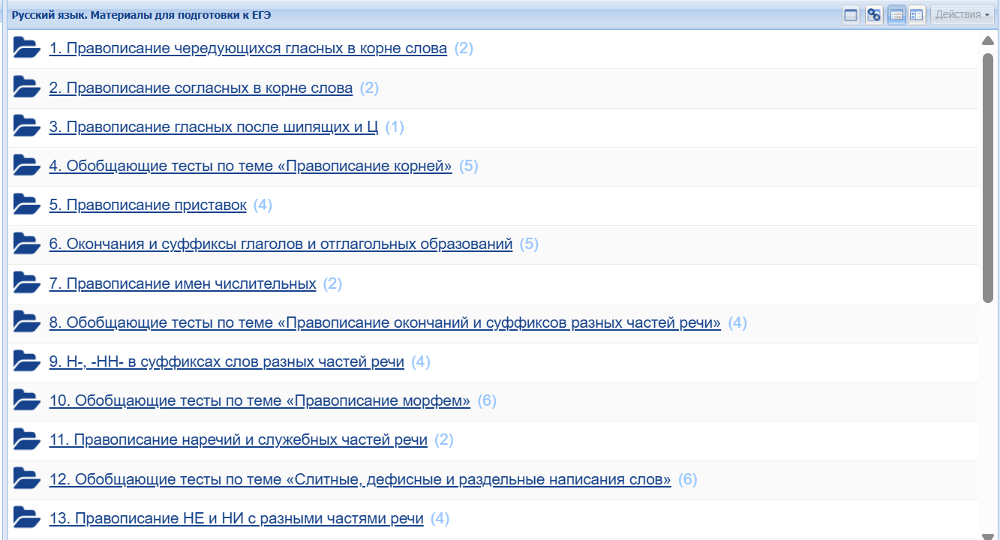 Русский язык. Материалы для подготовки к ЕГЭ
Действия
1. Правописание чередующихся гласных в корне слова (2)
2. Правописание согласных в корне слова (2)
3. Правописание гласных после шипящих и Ц (1)
4. Обобщающие тесты по теме «Правописание корней» (5)
5. Правописание приставок (4)
6. Окончания и суффиксы глаголов и отглагольных образований (5)
7. Правописание имен числительных (2)
8. Обобщающие тесты по теме «Правописание окончаний и суффиксов разных частей речи» (4)
9. Н-, -НН- в суффиксах слов разных частей речи (4)
10. Обобщающие тесты по теме «Правописание морфем» (6)
11. Правописание наречий и служебных частей речи (2)
12. Обобщающие тесты по теме «Слитные, дефисные и раздельные написания слов» (6)
13. Правописание НЕ и НИ с разными частями речи (4)